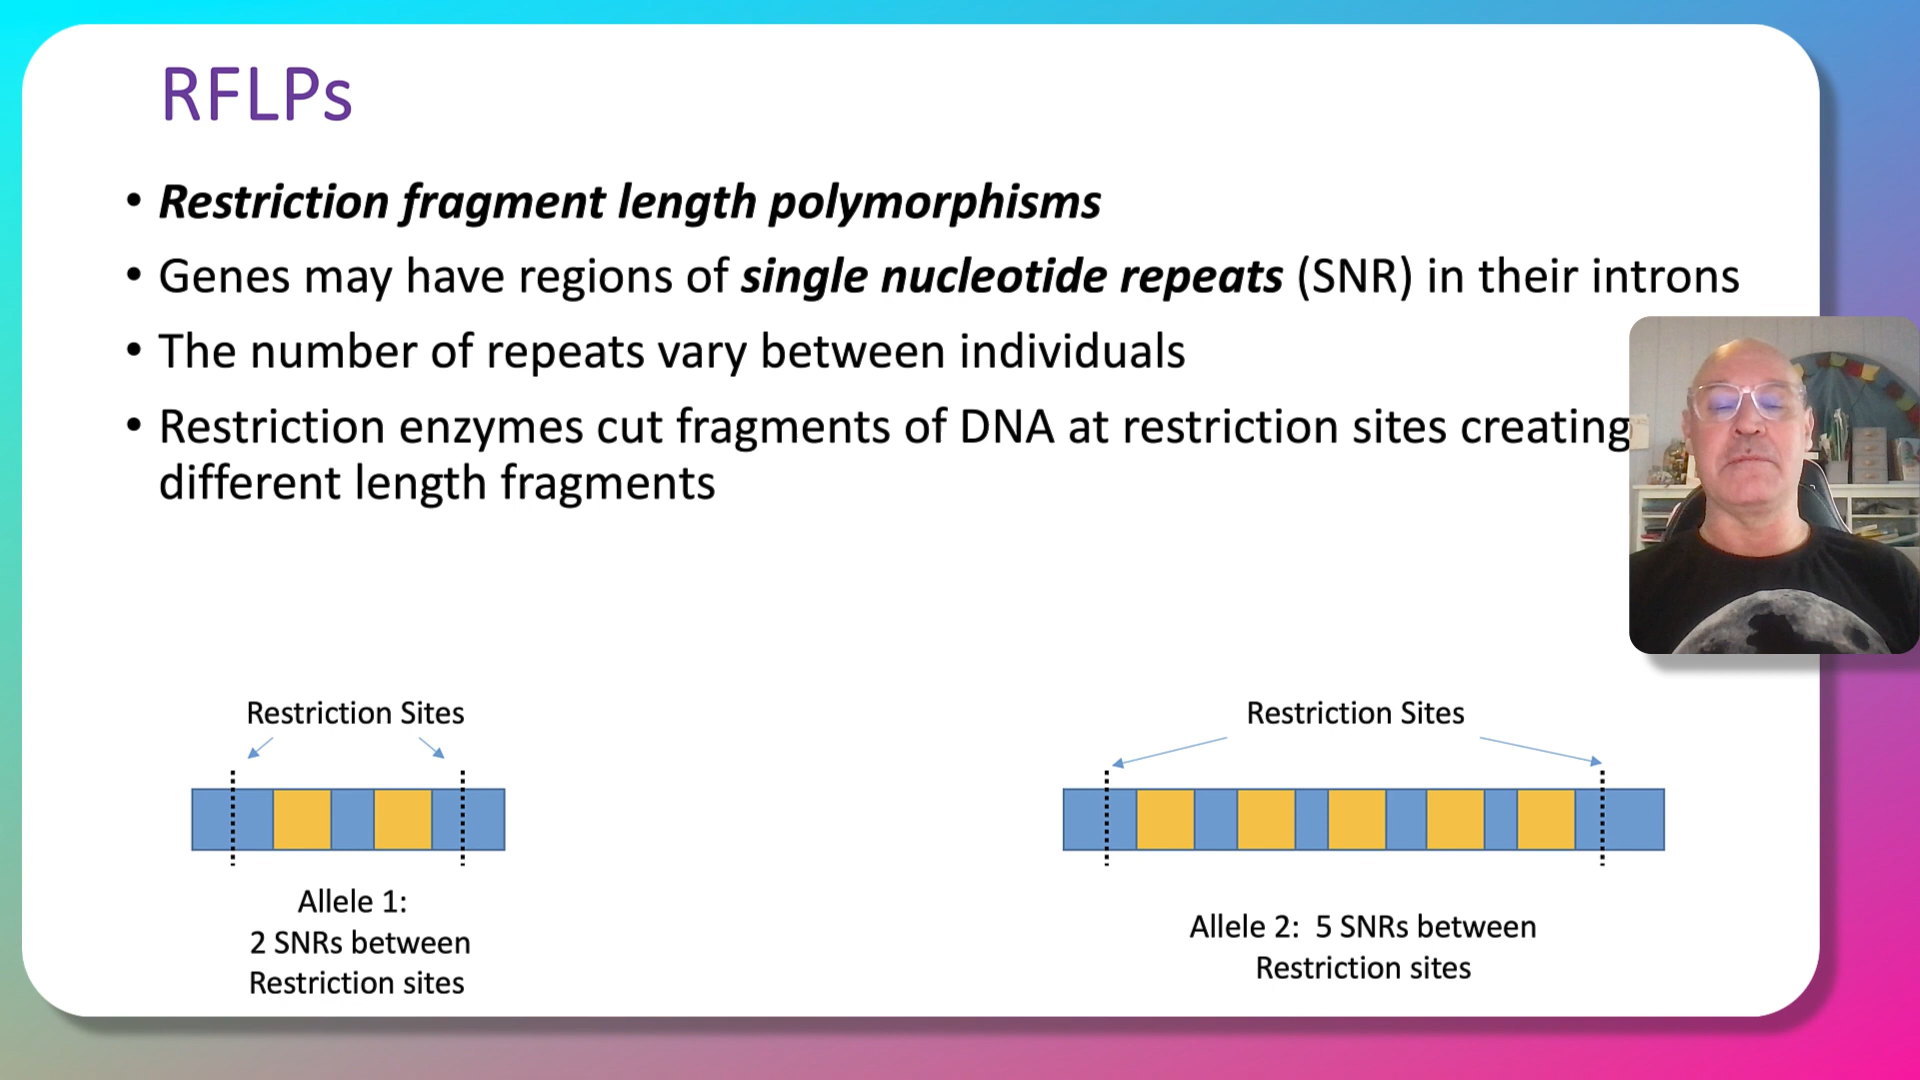 RFLPs
• Restriction fragment length polymorphisms
• Genes may have regions of single nucleotide repeats (SNR) in their introns
• The number of repeats vary between individuals
• Restriction enzymes cut fragments of DNA at restriction sites creating
different length fragments
Restriction Sites
Allele 1:
2 SNRs between
Restriction sites
Restriction Sites
Allele 2: 5 SNRs between
Restriction sites